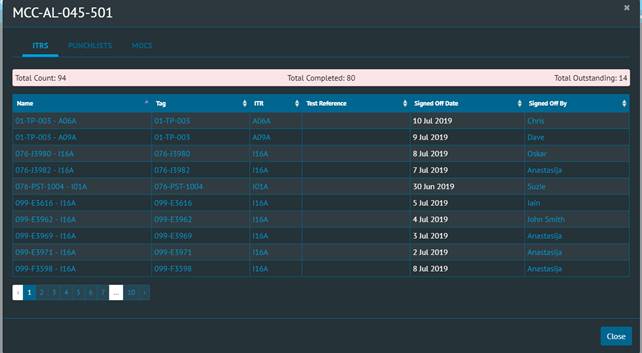 MCC-AL-045-501 ×
ITRS PUNCHLISTS MOCS
Total Count: 94 Total Completed: 80 Total Outstanding: 14
Name Tag ITR Test Reference Signed Off Date Signed Off By
01-TP-003 - A06A 01-TP-003 A06A 10 Jul 2019 Chris
01-TP-003 - A09A 01-TP-003 A09A 9 Jul 2019 Dave
076-J3980 - I16A 076-J3980 I16A 8 Jul 2019 Oskar
076-J3982 - I16A 076-J3982 I16A 7 Jul 2019 Anastasija
076-PST-1004 - I01A 076-PST-1004 I01A 30 Jun 2019 Suzie
099-E3616 - I16A 099-E3616 I16A 5 Jul 2019 Iain
099-E3962 - I16A 099-E3962 I16A 4 Jul 2019 John Smith
099-E3969 - I16A 099-E3969 I16A 3 Jul 2019 Anastasija
099-E3971 - I16A 099-E3971 I16A 2 Jul 2019 Anastasija
099-F3598 - I16A 099-F3598 I16A 8 Jul 2019 Anastasija
‹ 1 2 3 4 5 6 7 ... 10 ›
Close